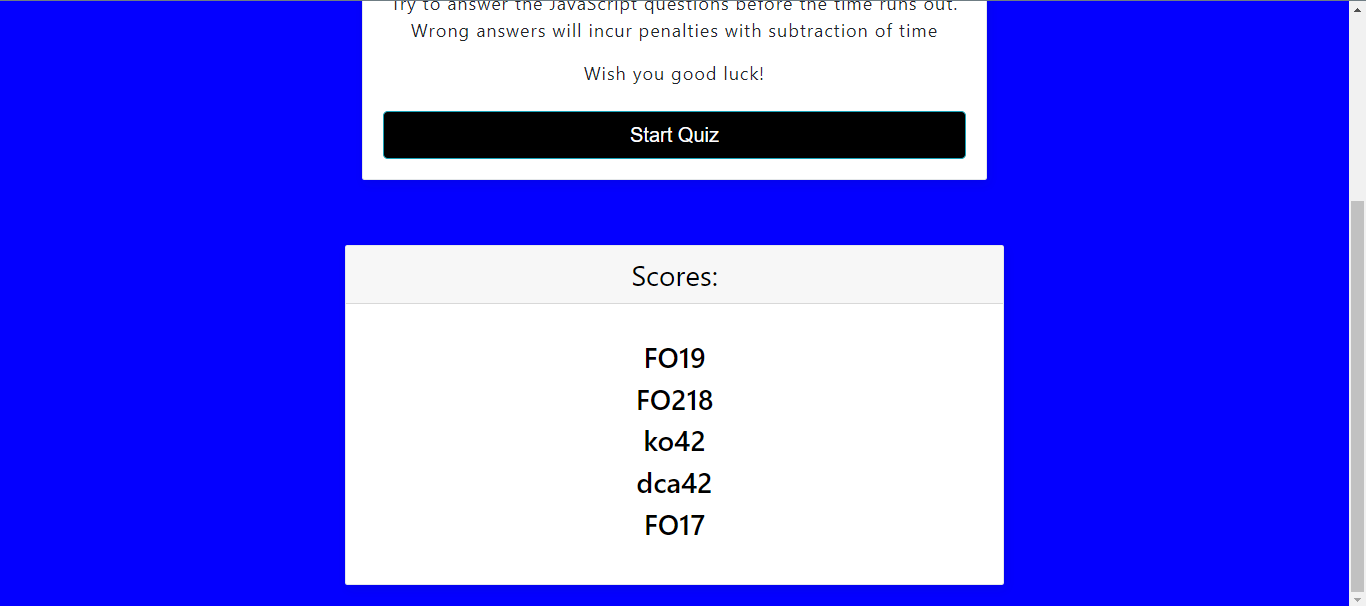 Try to answer the JavaScript questions before the time runs out.
Wrong answers will incur penalties with subtraction of time
Wish you good luck!
Start Quiz
Scores:
FO19
FO218
ko42
dca42
FO17